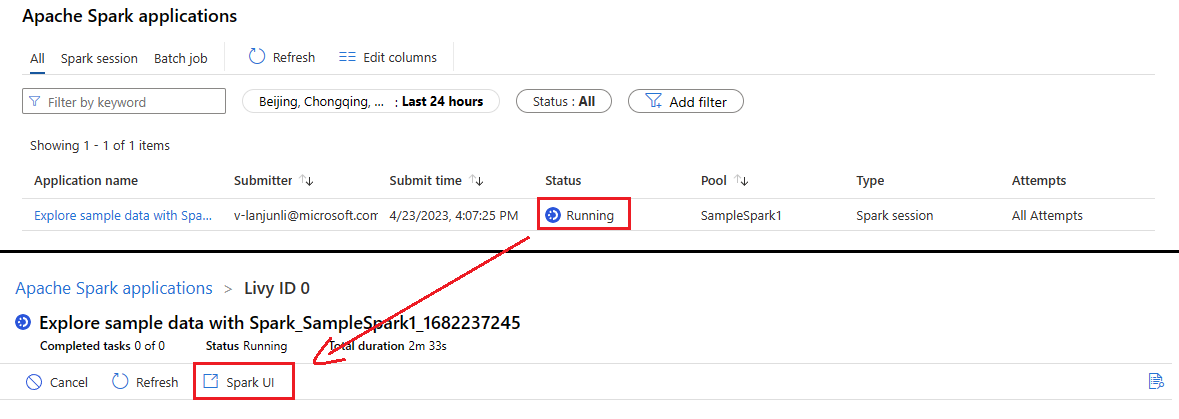 Apache Spark applications
All Spark session Batch job Refresh Edit columns
Filter by keyword Beijing, Chongqing, ... : Last 24 hours Status : All Add filter
Showing 1 - 1 of 1 items
Application name Submitter ↑↓ Submit time ↑↓ Status Pool ↑↓ Type Attempts
Explore sample data with Spa... v-lanjunli@microsoft.com 4/23/2023, 4:07:25 PM Running SampleSpark1 Spark session All Attempts
Apache Spark applications > Livy ID 0
Explore sample data with Spark_SampleSpark1_1682237245
Completed tasks 0 of 0 Status Running Total duration 2m 33s
Cancel Refresh Spark UI